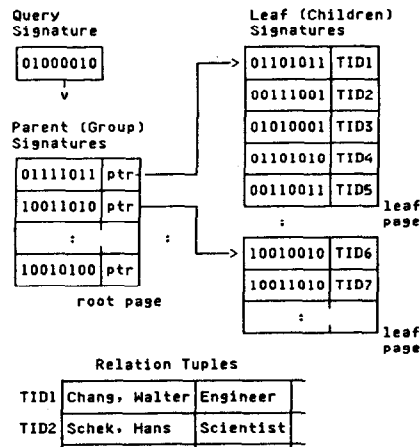 Query
Signature
01000010
v
Parent (Group)
Signatures
01111011 ptr
10011010 ptr
: :
10010100 ptr
root page
Leaf (Children)
Signatures
01101011 TID1
00111001 TID2
01010001 TID3
01101010 TID4
00110011 TID5
leaf
page
:
10010010 TID6
10011010 TID7
:
leaf
page
Relation Tuples
TID1 Chang, Walter Engineer
TID2 Schek, Hans Scientist